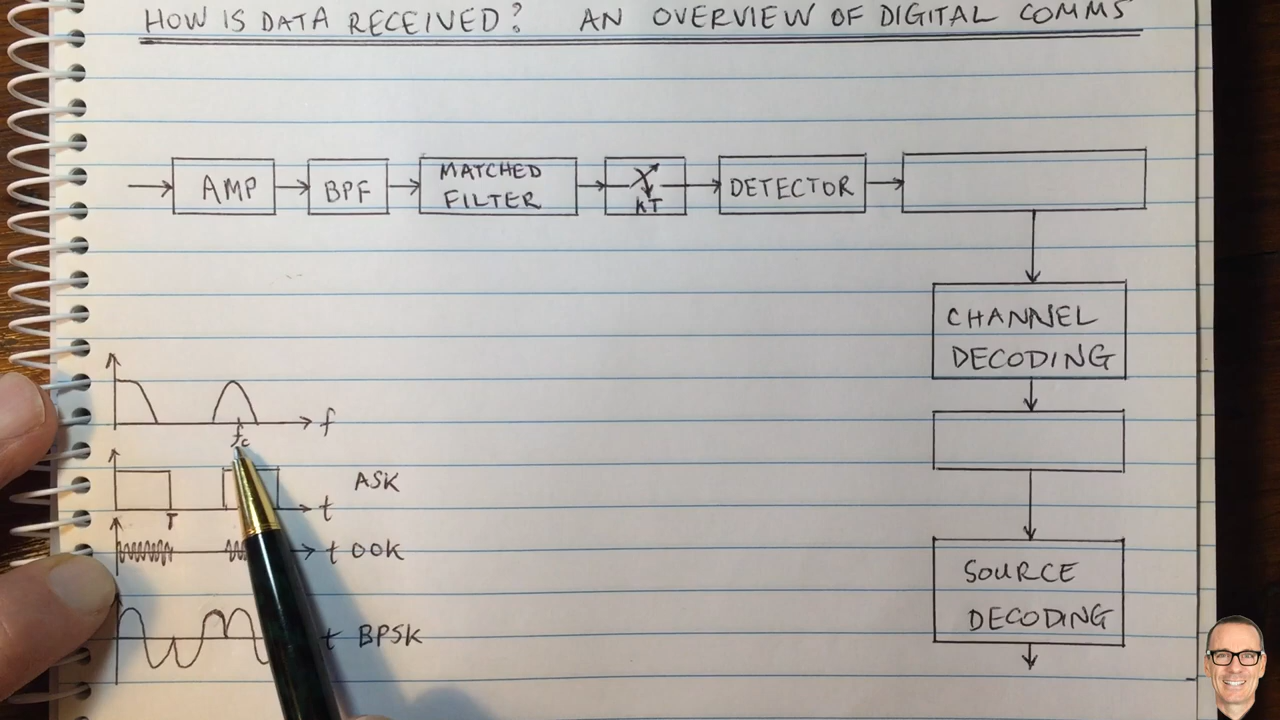 HOW IS DATA RECEIVED? AN OVERVIEW OF DIGITAL COMMS
AMP
BPF
MATCHED
FILTER
KT
DETECTOR
CHANNEL
DECODING
SOURCE
DECODING
f
fc
ASK
T
t
t OOK
t BPSK